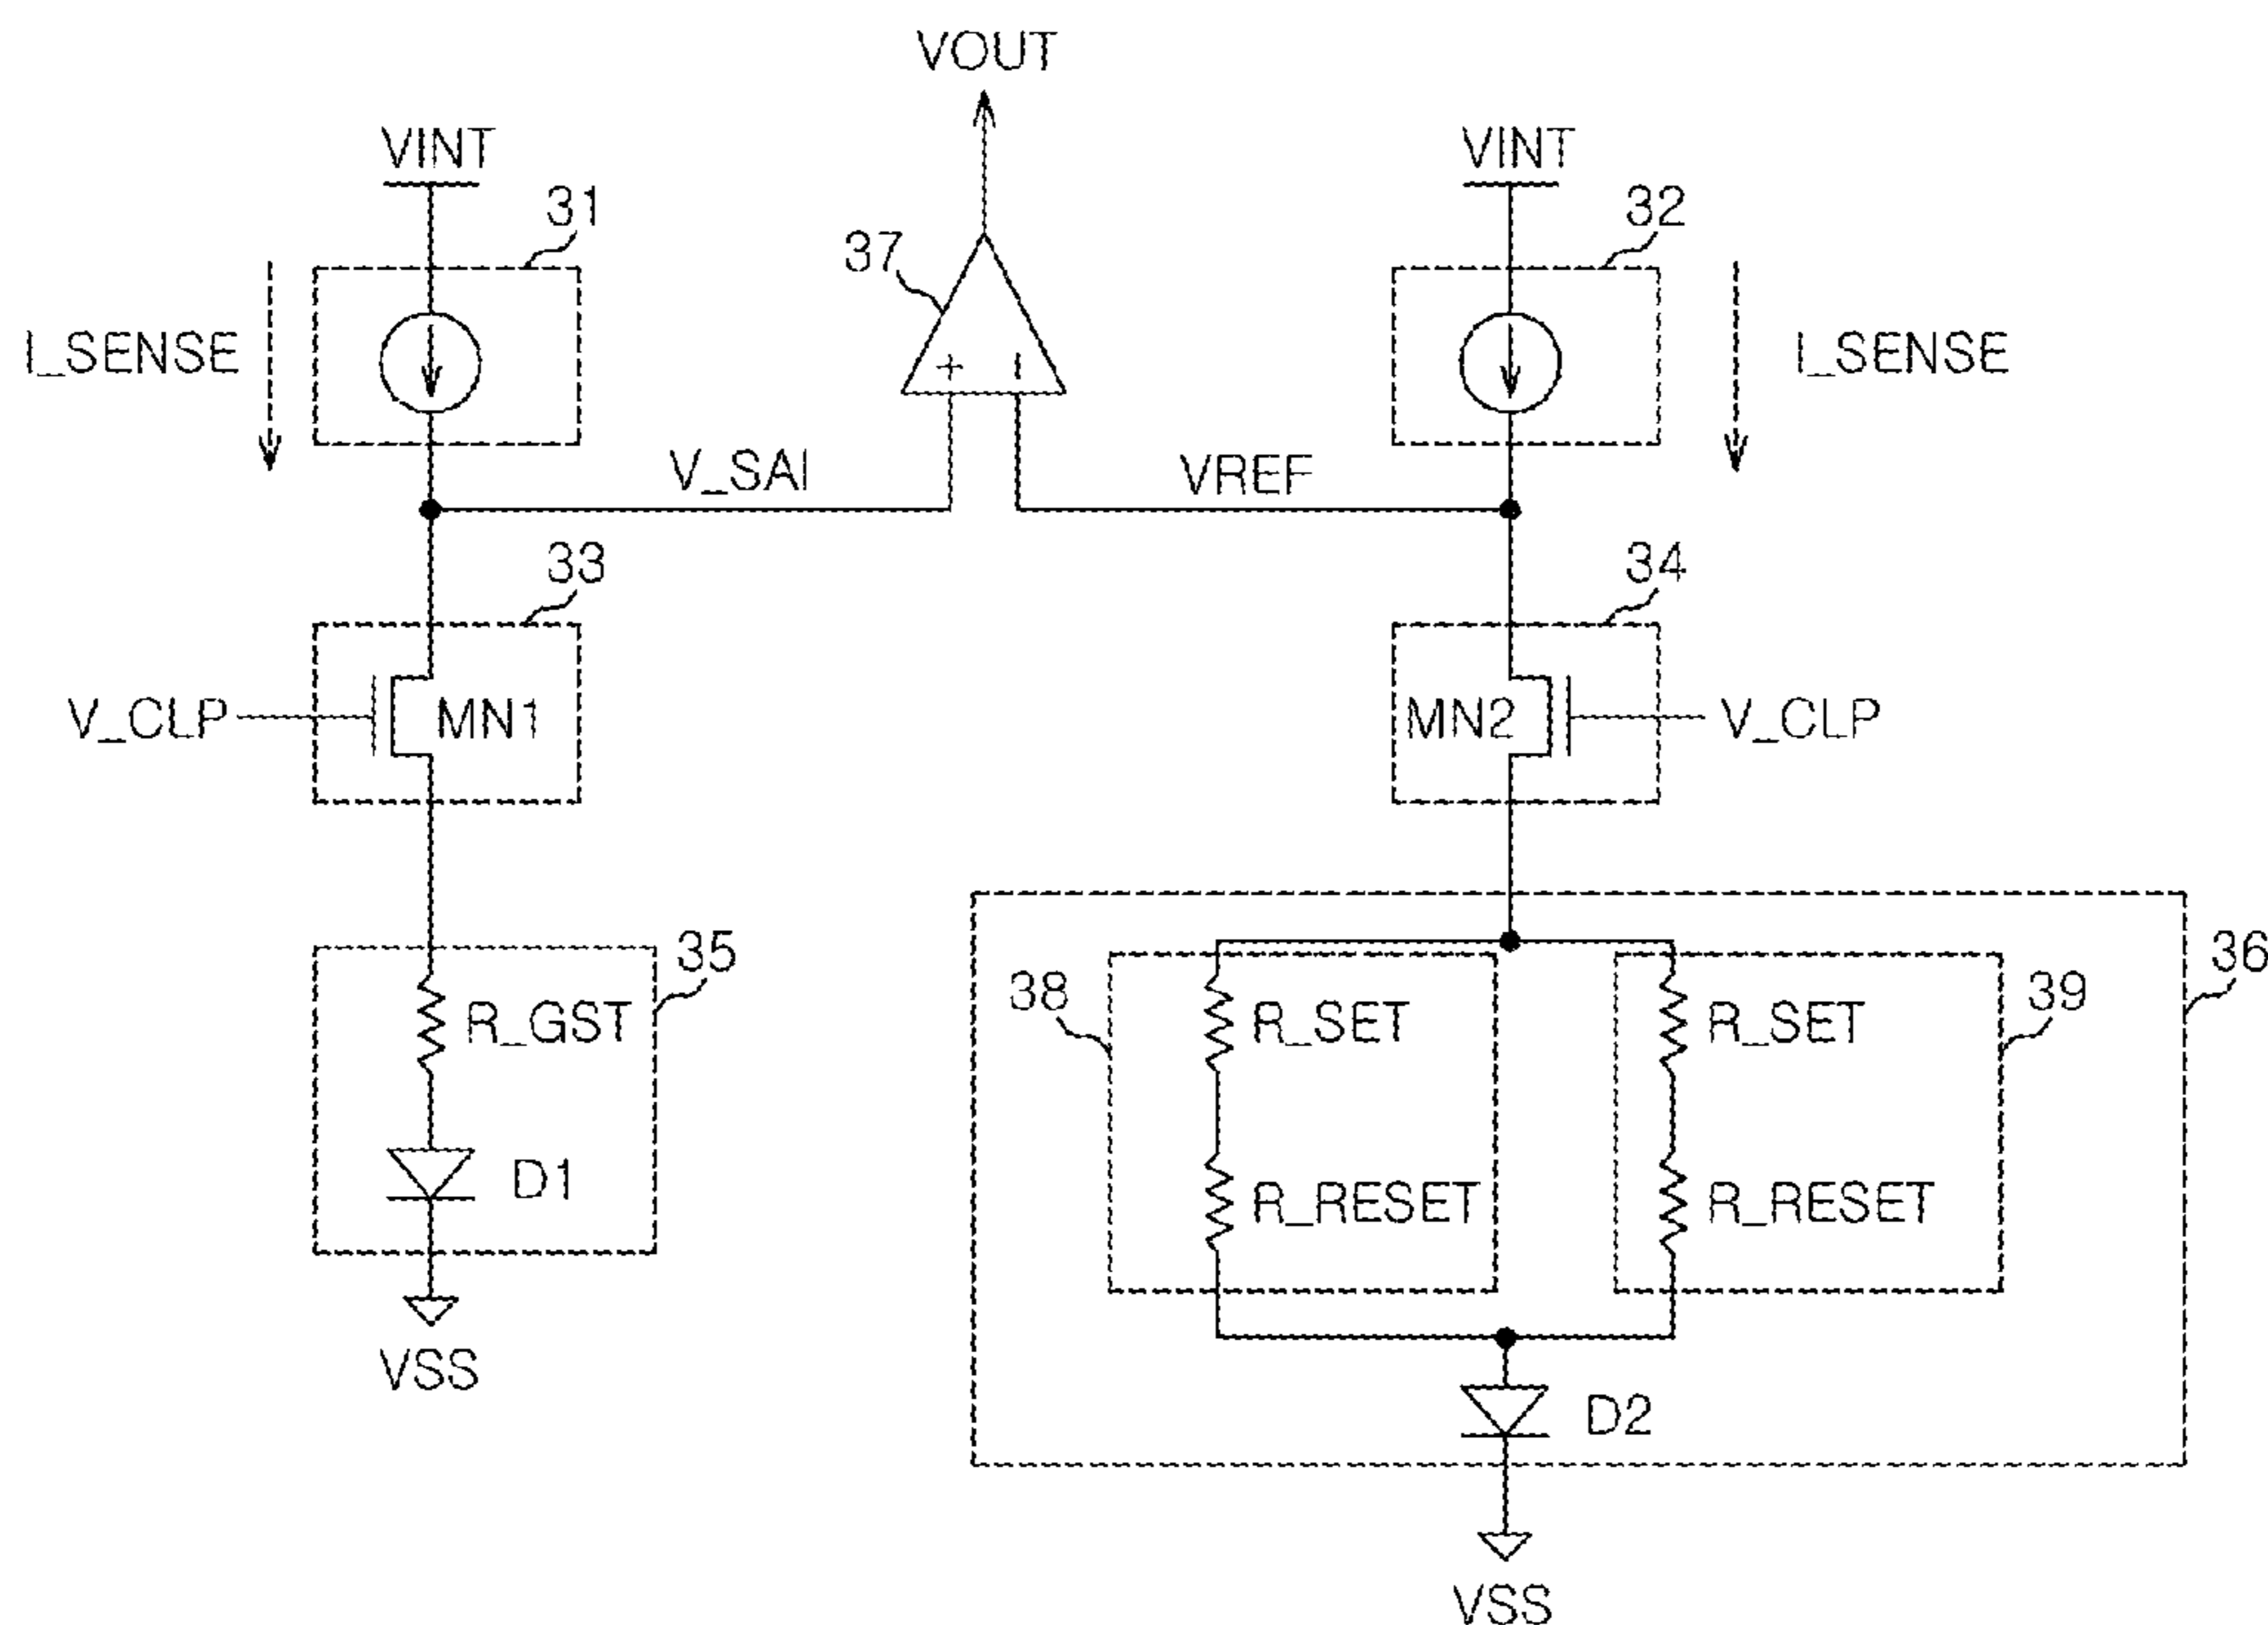 VOUT
VINT
VINT
31
32
37
I_SENSE
I_SENSE
+
−
V_SAI
VREF
33
34
V_CLP
MN1
MN2
V_CLP
35
36
38
39
R_GST
R_SET
R_SET
D1
R_RESET
R_RESET
VSS
D2
VSS